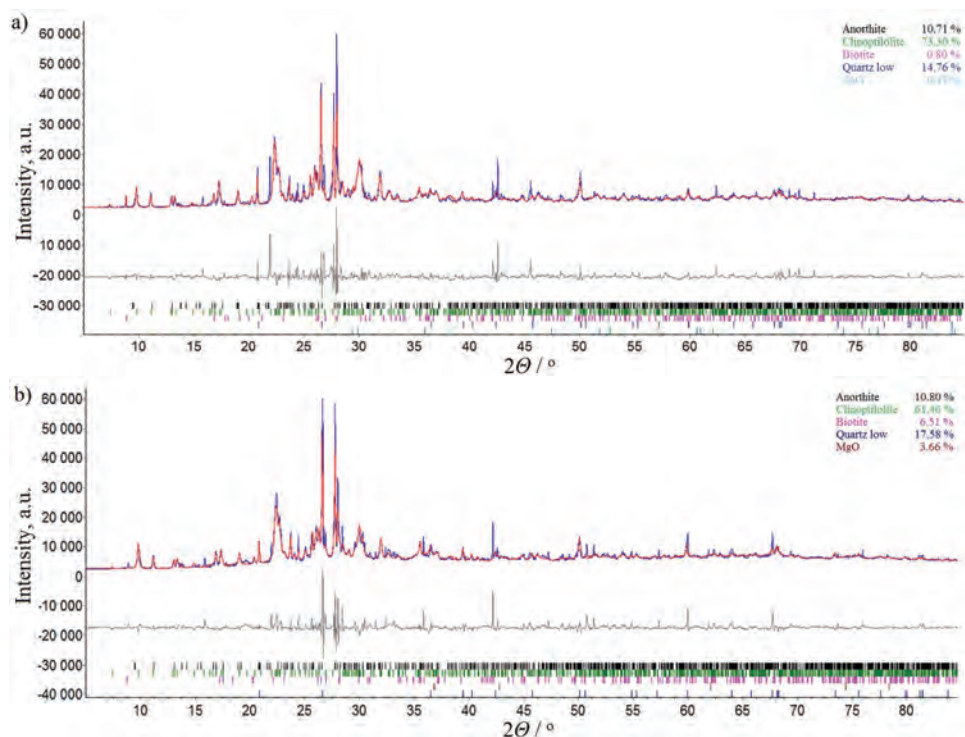 a)
Intensity, a.u.
60 000
50 000
40 000
30 000
20 000
10 000
0
10 000
-20 000
-30 000
Anorthite 10.71 %
Clinoptilolite 73.30 %
Biotite 0.80 %
Quartz low 14.76 %
10 15 20 25 30 35 40 45 50 55 60 65 70 75 80
2Θ / °
b)
Intensity, a.u.
60 000
50 000
40 000
30 000
20 000
10 000
0
-10 000
-20 000
-30 000
-40 000
Anorthite 10.80 %
Clinoptilolite 61.46 %
Biotite 6.51 %
Quartz low 17.58 %
MgO 3.66 %
10 15 20 25 30 35 40 45 50 55 60 65 70 75 80
2Θ / °